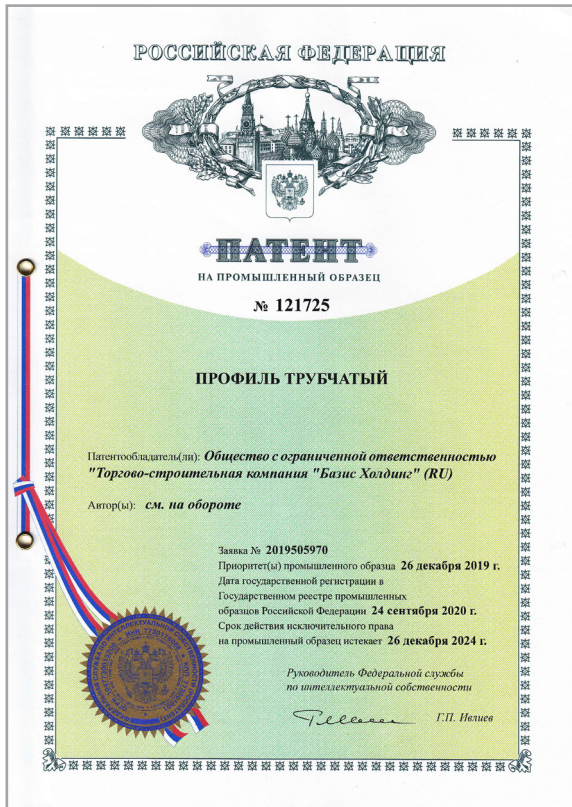 РОССИЙСКАЯ ФЕДЕРАЦИЯ
ПАТЕНТ
НА ПРОМЫШЛЕННЫЙ ОБРАЗЕЦ
№ 121725
ПРОФИЛЬ ТРУБЧАТЫЙ
Патентообладатель(ли): Общество с ограниченной ответственностью
"Торгово-строительная компания "Базис Холдинг" (RU)
Автор(ы): см. на обороте
Заявка № 2019505970
Приоритет(ы) промышленного образца 26 декабря 2019 г.
Дата государственной регистрации в
Государственном реестре промышленных
образцов Российской Федерации 24 сентября 2020 г.
Срок действия исключительного права
на промышленный образец истекает 26 декабря 2024 г.
Руководитель Федеральной службы
по интеллектуальной собственности
Г.П. Ивлиев